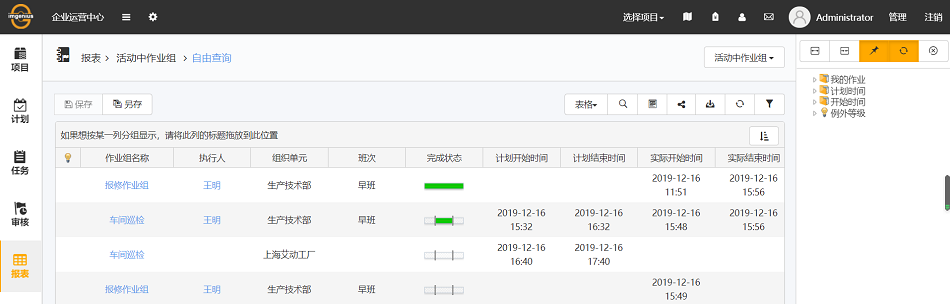 imgenius 企业运营中心 选择项目 Administrator 管理 注销
项目
计划
任务
审核
报表
报表 活动中作业组 自由查询 活动中作业组
保存 另存 表格
如果想按某一列分组显示，请将此列的标题拖放到此位置
作业组名称 执行人 组织单元 班次 完成状态 计划开始时间 计划结束时间 实际开始时间 实际结束时间
报修作业组 王明 生产技术部 早班 2019-12-16 11:51 2019-12-16 15:56
车间巡检 王明 生产技术部 早班 2019-12-16 15:32 2019-12-16 16:32 2019-12-16 15:48 2019-12-16 15:56
车间巡检 上海艾动工厂 2019-12-16 16:40 2019-12-16 17:40
报修作业组 王明 生产技术部 早班 2019-12-16 15:49
我的作业
计划时间
开始时间
例外等级